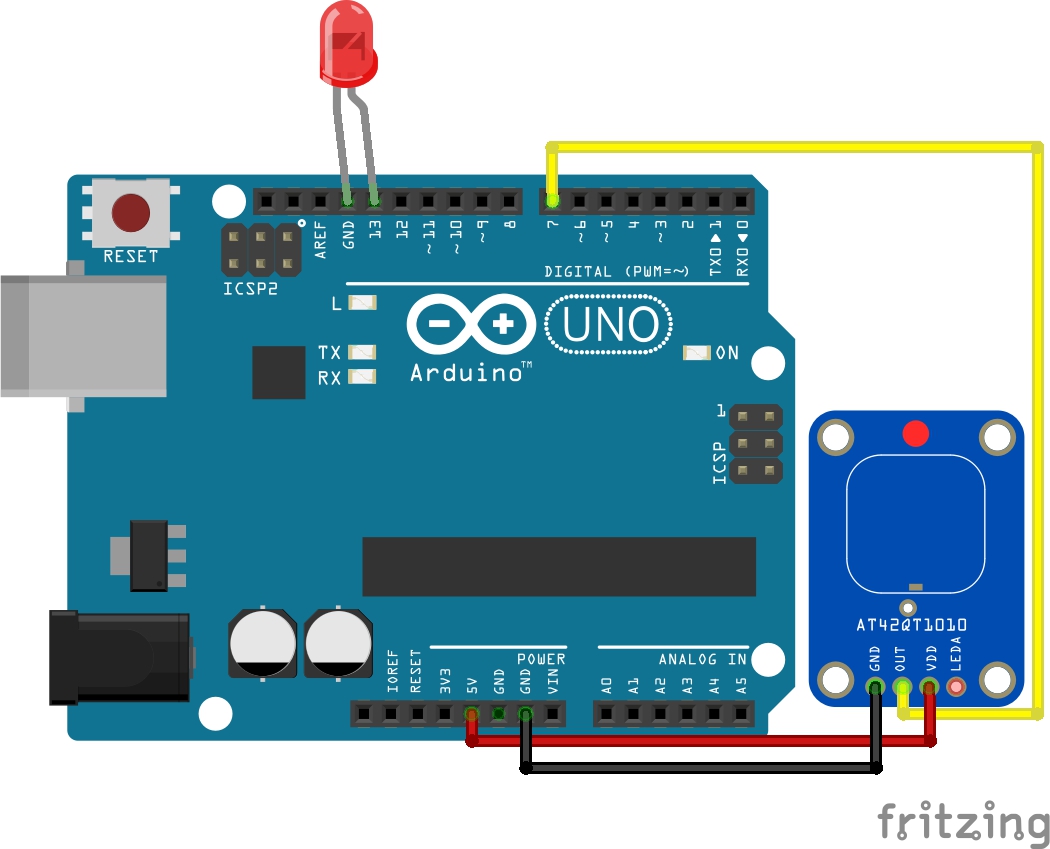 RESET
ICSP2
AREF
GND
13
12
~11
~10
~9
8
7
~6
~5
4
~3
2
TX0▶1
RX0◀0
DIGITAL (PWM=~)
L
TX
RX
Arduino™
UNO
ON
1
ICSP
AT42QT1010
GND
OUT
VDD
LEDA
POWER
ANALOG IN
IOREF
RESET
3V3
5V
GND
GND
VIN
A0
A1
A2
A3
A4
A5
fritzing